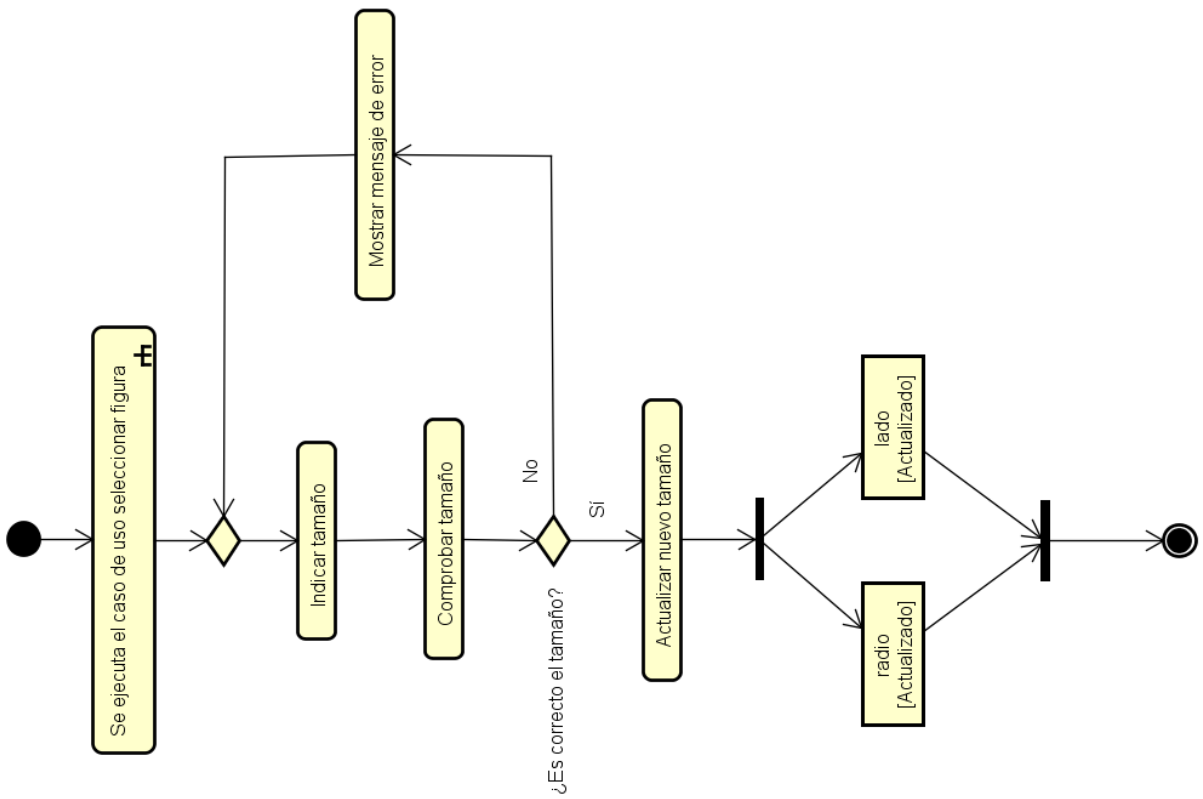 Se ejecuta el caso de uso seleccionar figura
Indicar tamaño
Comprobar tamaño
Mostrar mensaje de error
¿Es correcto el tamaño?
No
Sí
Actualizar nuevo tamaño
radio
[Actualizado]
lado
[Actualizado]